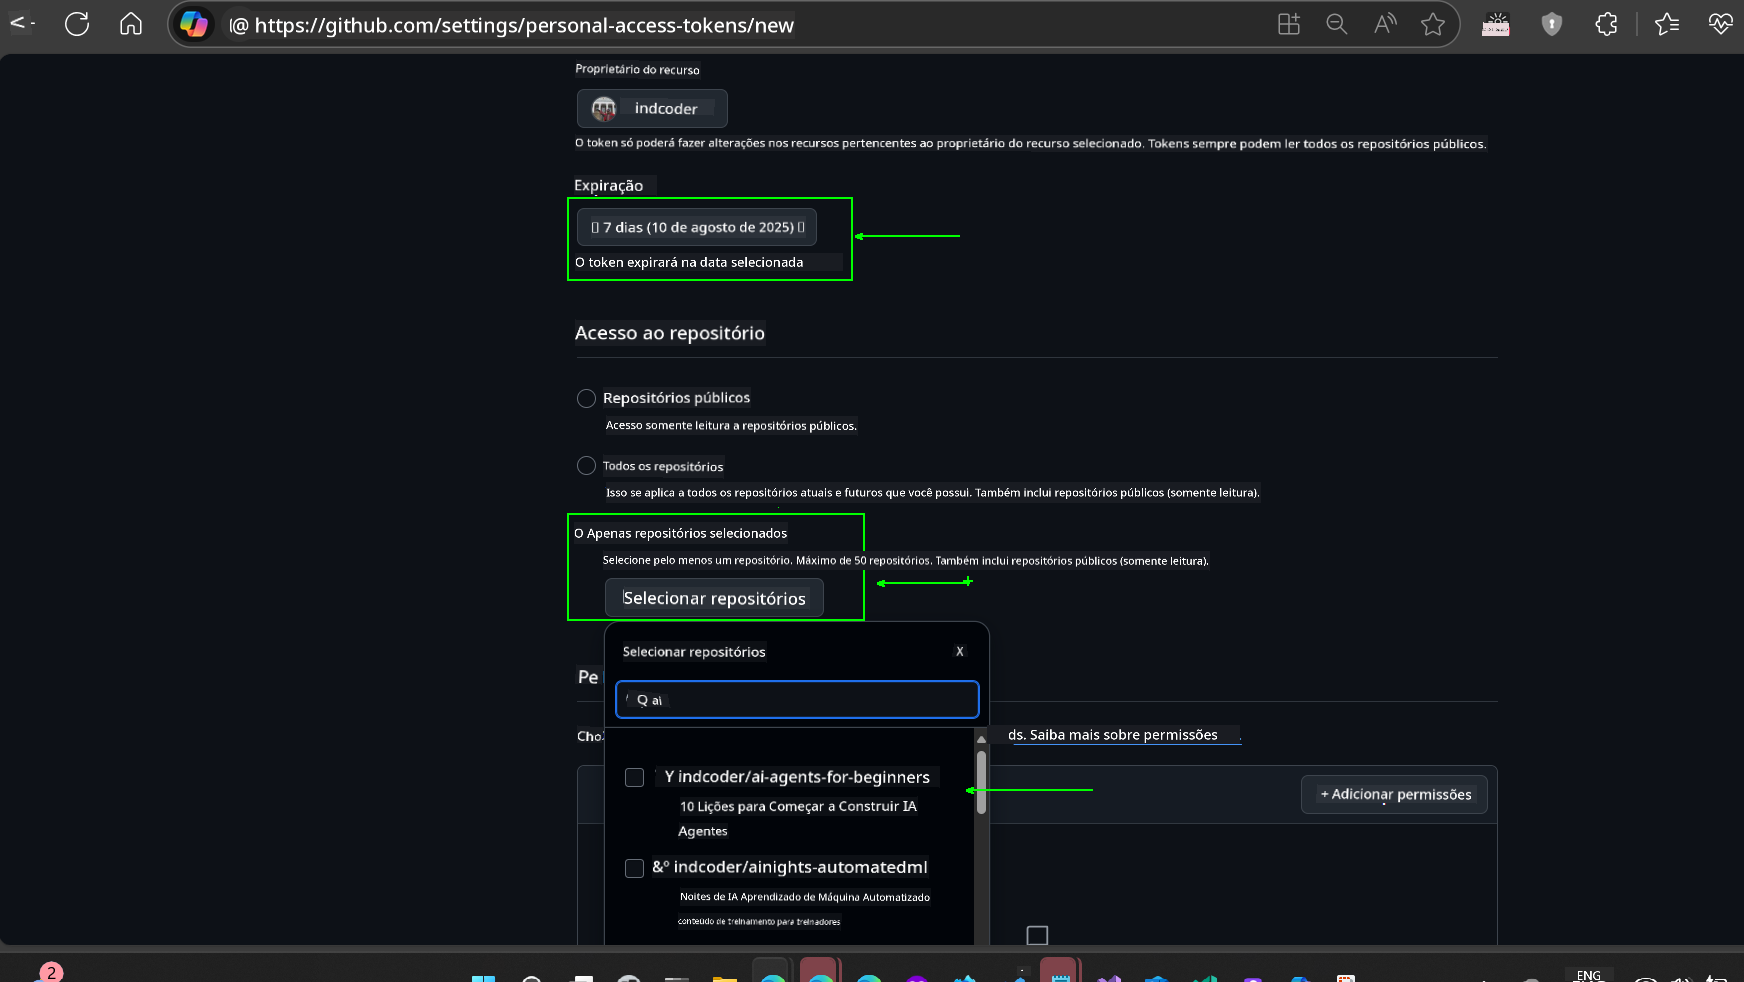 https://github.com/settings/personal-access-tokens/new
Proprietário do recurso
indcoder
O token só poderá fazer alterações nos recursos pertencentes ao proprietário do recurso selecionado. Tokens sempre podem ler todos os repositórios públicos.
Expiração
7 dias (10 de agosto de 2025)
O token expirará na data selecionada
Acesso ao repositório
Repositórios públicos
Acesso somente leitura a repositórios públicos.
Todos os repositórios
Isso se aplica a todos os repositórios atuais e futuros que você possui. Também inclui repositórios públicos (somente leitura).
O Apenas repositórios selecionados
Selecione pelo menos um repositório. Máximo de 50 repositórios. Também inclui repositórios públicos (somente leitura).
Selecionar repositórios
Selecionar repositórios X
Pe
Q ai
Cho ds. Saiba mais sobre permissões
Y indcoder/ai-agents-for-beginners
+ Adicionar permissões
10 Lições para Começar a Construir IA
Agentes
&º indcoder/ainights-automatedml
Noites de IA Aprendizado de Máquina Automatizado
conteúdo de treinamento para treinadores
2
ENG